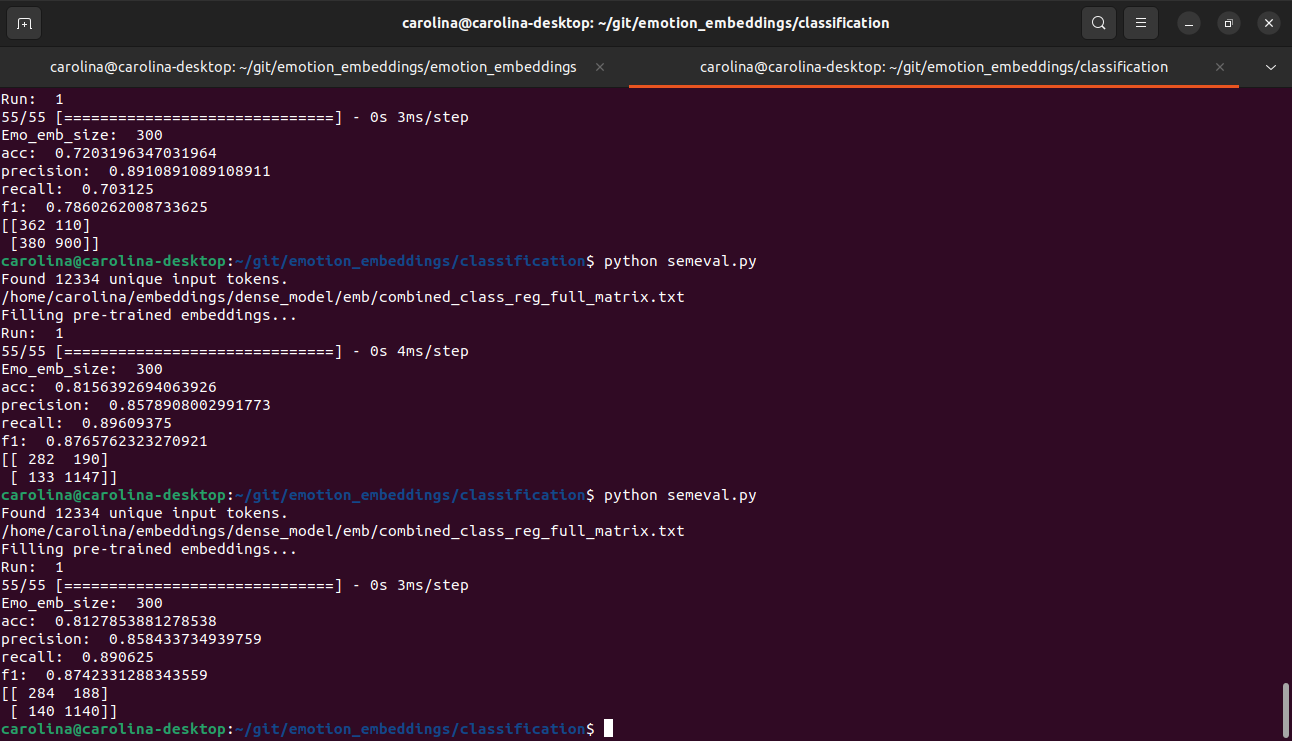 carolina@carolina-desktop: ~/git/emotion_embeddings/classification
carolina@carolina-desktop: ~/git/emotion_embeddings/emotion_embeddings
carolina@carolina-desktop: ~/git/emotion_embeddings/classification
Run:  1
55/55 [==============================] - 0s 3ms/step
Emo_emb_size:  300
acc:  0.7203196347031964
precision:  0.8910891089108911
recall:  0.703125
f1:  0.7860262008733625
[[362 110]
 [380 900]]
carolina@carolina-desktop:~/git/emotion_embeddings/classification$ python semeval.py
Found 12334 unique input tokens.
/home/carolina/embeddings/dense_model/emb/combined_class_reg_full_matrix.txt
Filling pre-trained embeddings...
Run:  1
55/55 [==============================] - 0s 4ms/step
Emo_emb_size:  300
acc:  0.8156392694063926
precision:  0.8578908002991773
recall:  0.89609375
f1:  0.8765762323270921
[[ 282  190]
 [ 133 1147]]
carolina@carolina-desktop:~/git/emotion_embeddings/classification$ python semeval.py
Found 12334 unique input tokens.
/home/carolina/embeddings/dense_model/emb/combined_class_reg_full_matrix.txt
Filling pre-trained embeddings...
Run:  1
55/55 [==============================] - 0s 3ms/step
Emo_emb_size:  300
acc:  0.8127853881278538
precision:  0.858433734939759
recall:  0.890625
f1:  0.8742331288343559
[[ 284  188]
 [ 140 1140]]
carolina@carolina-desktop:~/git/emotion_embeddings/classification$